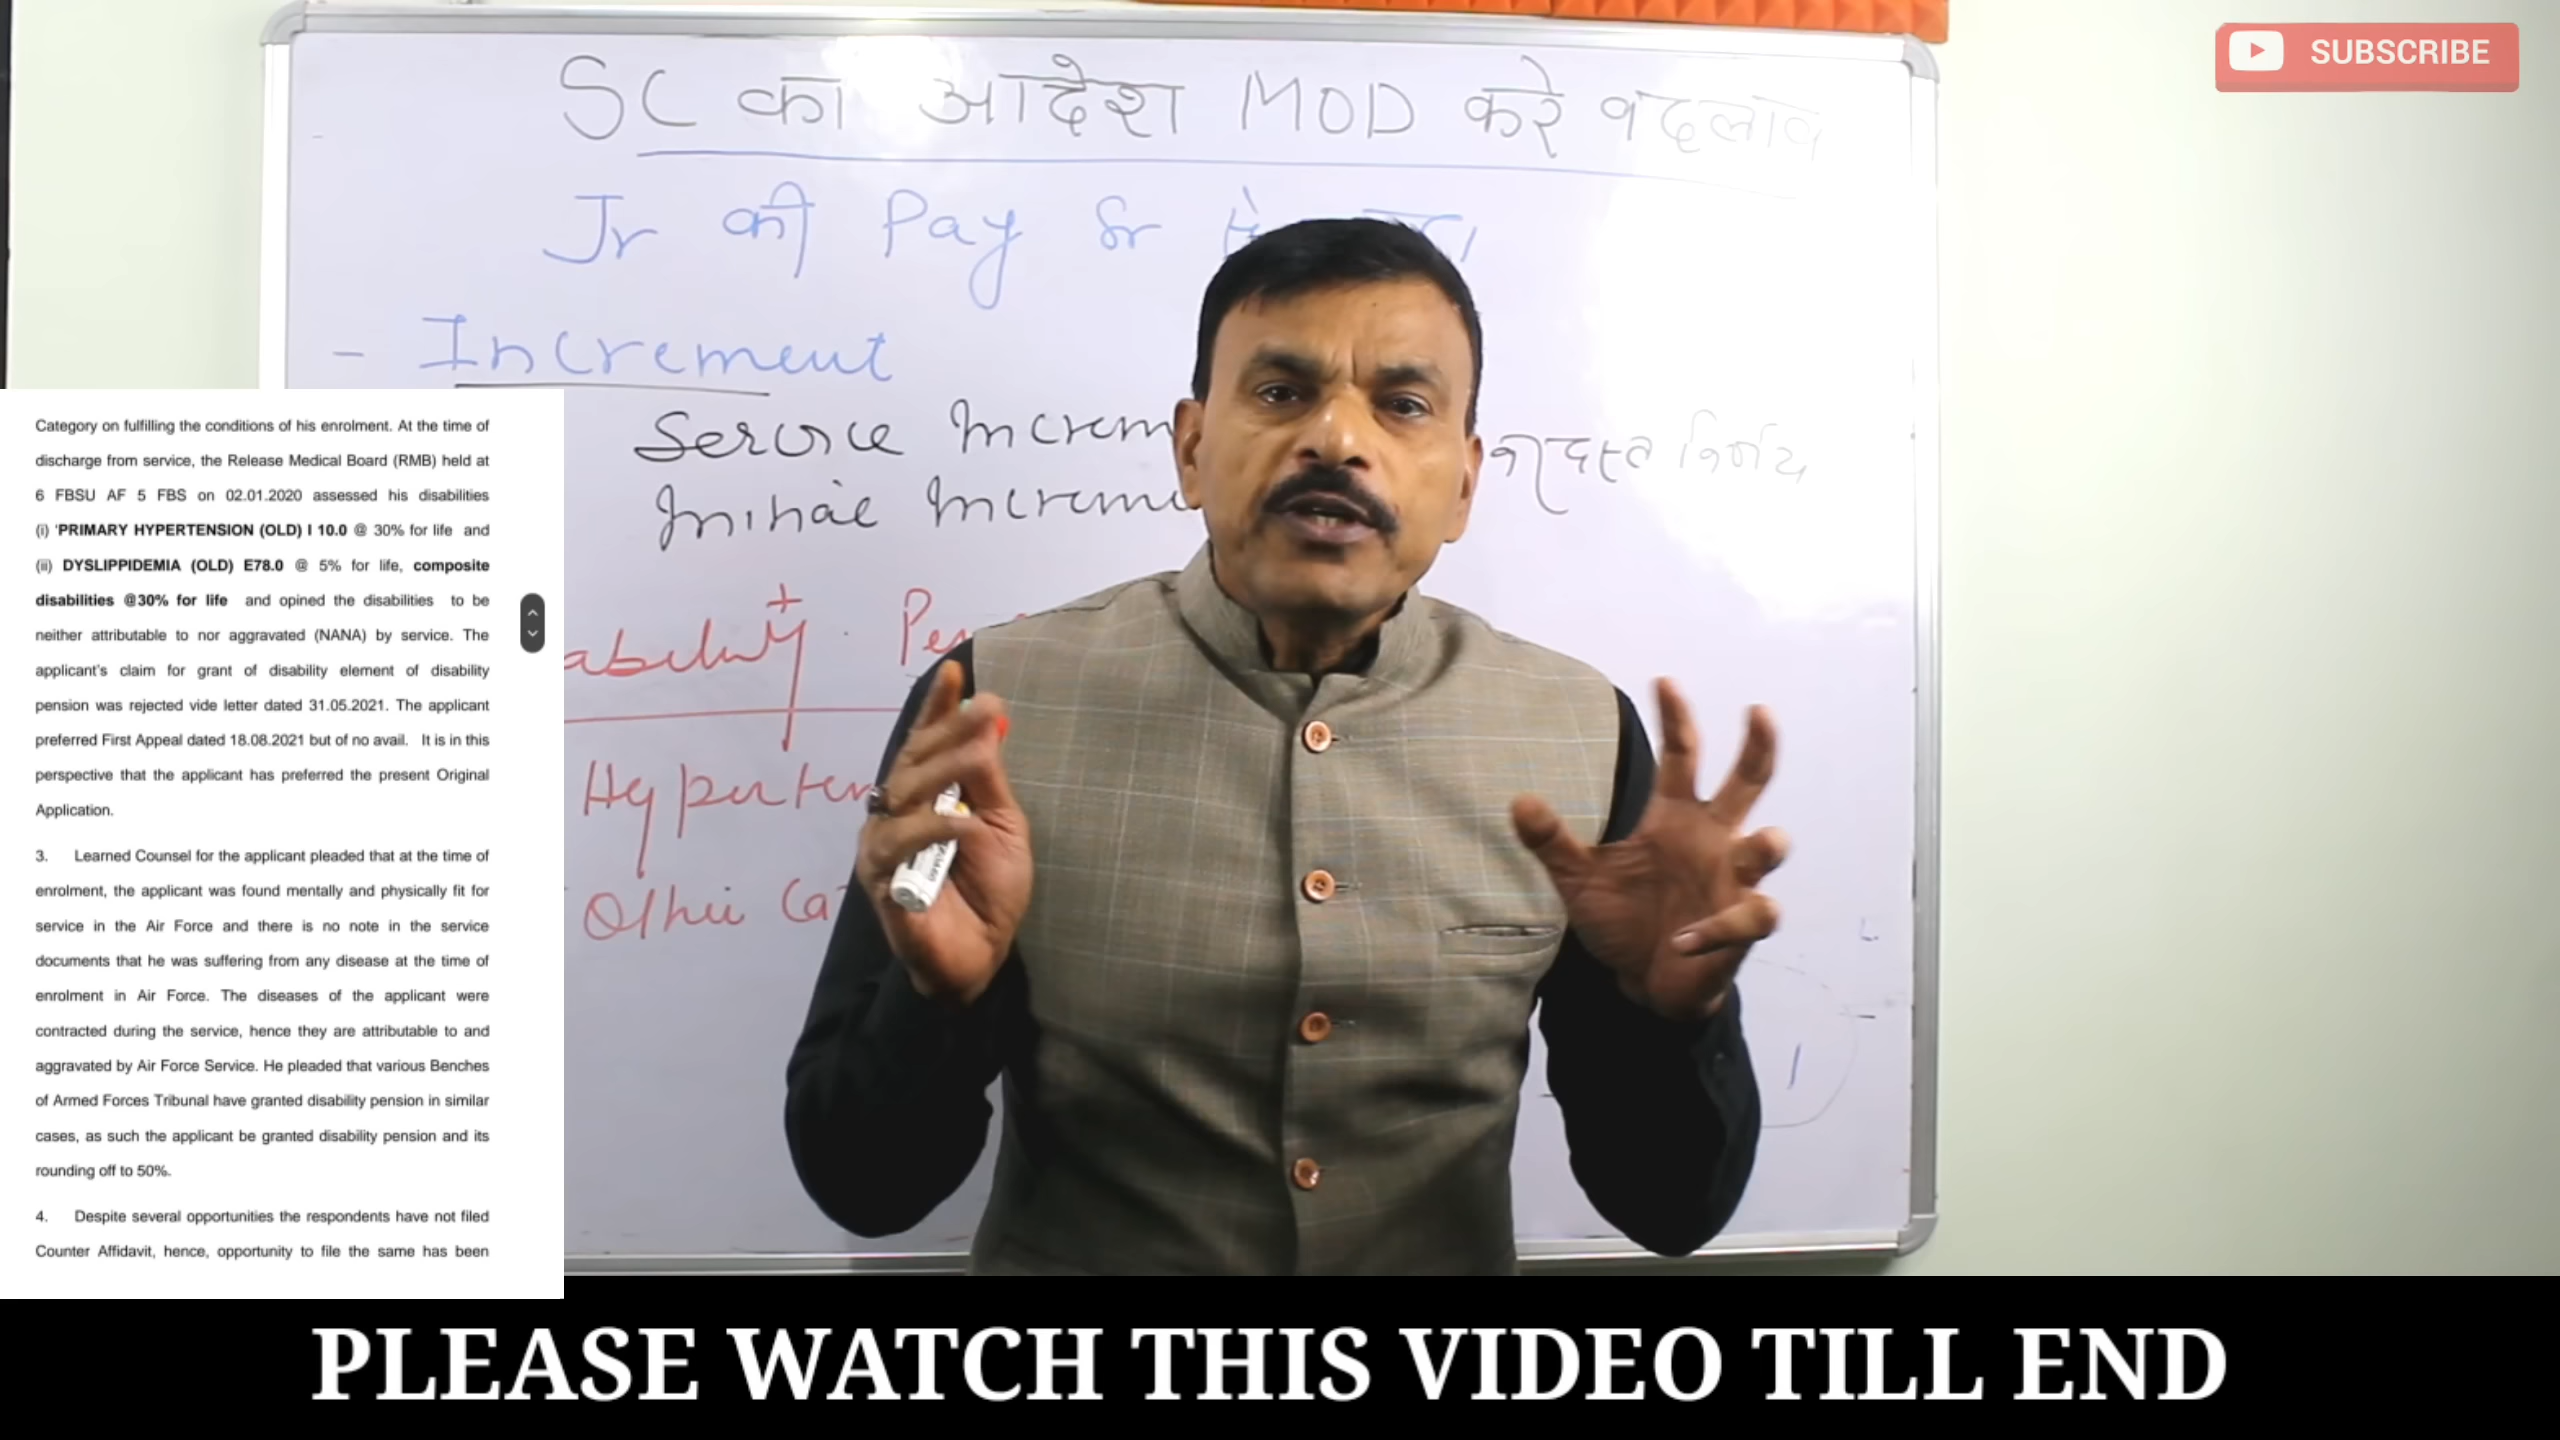 SUBSCRIBE
SC का आदेश MOD करे बदलाव
Jr की Pay Sr से
- Increment
Service Increm
Initial Increme
निर्णय
ability Pen
Hyperten
Other Ca
Category on fulfilling the conditions of his enrolment. At the time of
discharge from service, the Release Medical Board (RMB) held at
6 FBSU AF 5 FBS on 02.01.2020 assessed his disabilities
(i) 'PRIMARY HYPERTENSION (OLD) I 10.0 @ 30% for life and
(ii) DYSLIPPIDEMIA (OLD) E78.0 @ 5% for life, composite
disabilities @30% for life and opined the disabilities to be
neither attributable to nor aggravated (NANA) by service. The
applicant's claim for grant of disability element of disability
pension was rejected vide letter dated 31.05.2021. The applicant
preferred First Appeal dated 18.08.2021 but of no avail. It is in this
perspective that the applicant has preferred the present Original
Application.
3. Learned Counsel for the applicant pleaded that at the time of
enrolment, the applicant was found mentally and physically fit for
service in the Air Force and there is no note in the service
documents that he was suffering from any disease at the time of
enrolment in Air Force. The diseases of the applicant were
contracted during the service, hence they are attributable to and
aggravated by Air Force Service. He pleaded that various Benches
of Armed Forces Tribunal have granted disability pension in similar
cases, as such the applicant be granted disability pension and its
rounding off to 50%.
4. Despite several opportunities the respondents have not filed
Counter Affidavit, hence, opportunity to file the same has been
PLEASE WATCH THIS VIDEO TILL END